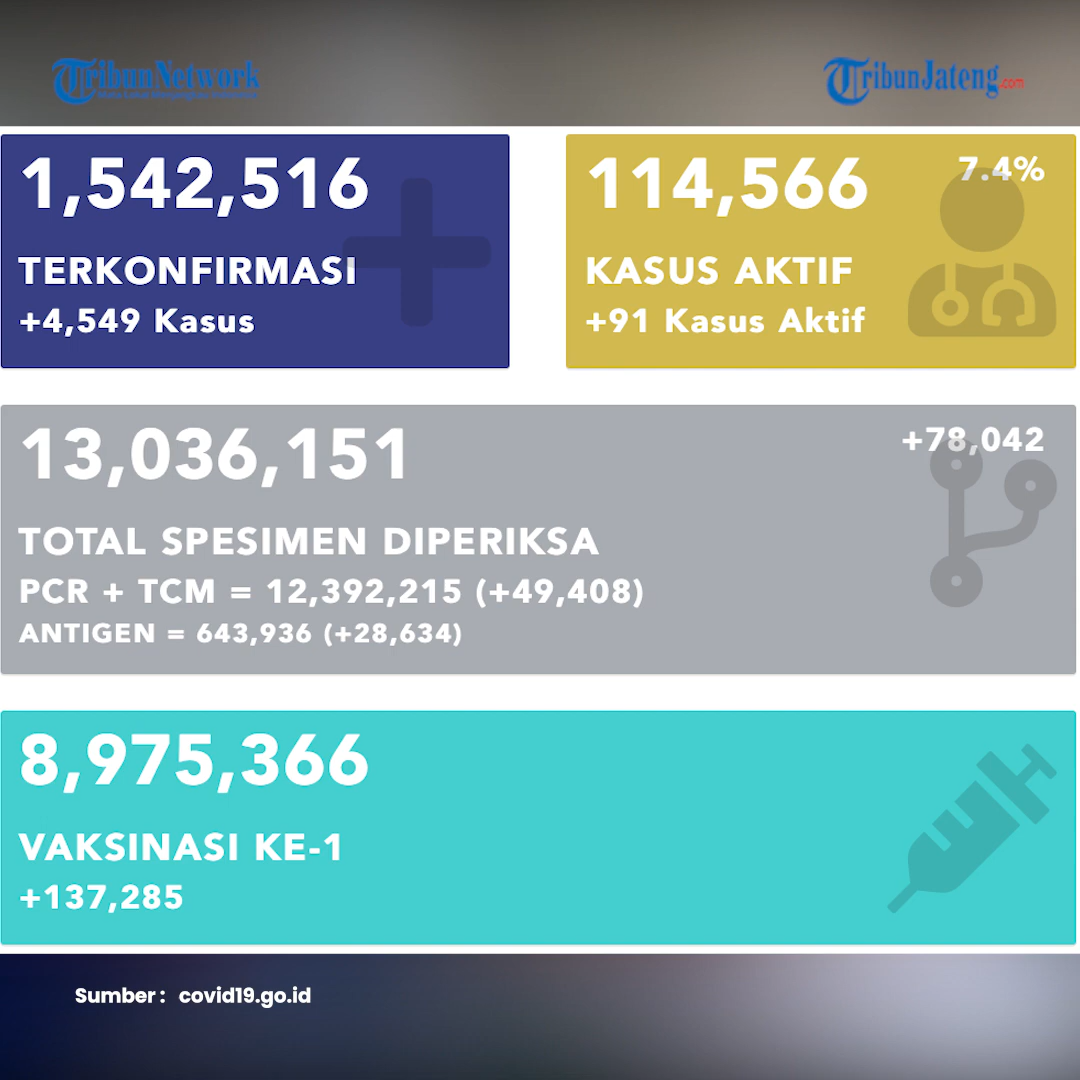 TribunNetwork
TribunJateng.com
1,542,516
TERKONFIRMASI
+4,549 Kasus
114,566
7.4%
KASUS AKTIF
+91 Kasus Aktif
13,036,151
+78,042
TOTAL SPESIMEN DIPERIKSA
PCR + TCM = 12,392,215 (+49,408)
ANTIGEN = 643,936 (+28,634)
8,975,366
VAKSINASI KE-1
+137,285
Sumber : covid19.go.id